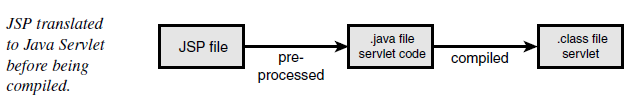 JSP translated
to Java Servlet
before being
compiled.
JSP file
pre-
processed
.java file
servlet code
compiled
.class file
servlet